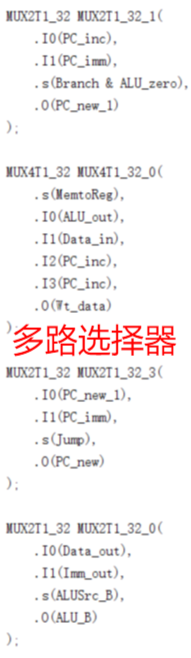 MUX2T1_32 MUX2T1_32_1(
.I0(PC_inc),
.I1(PC_imm),
.s(Branch & ALU_zero),
.O(PC_new_1)
);
MUX4T1_32 MUX4T1_32_0(
.s(MemtoReg),
.I0(ALU_out),
.I1(Data_in),
.I2(PC_inc),
.I3(PC_inc),
.O(Wt_data)
)
多路选择器
MUX2T1_32 MUX2T1_32_3(
.I0(PC_new_1),
.I1(PC_imm),
.s(Jump),
.O(PC_new)
);
MUX2T1_32 MUX2T1_32_0(
.I0(Data_out),
.I1(Imm_out),
.s(ALUSrc_B),
.O(ALU_B)
);